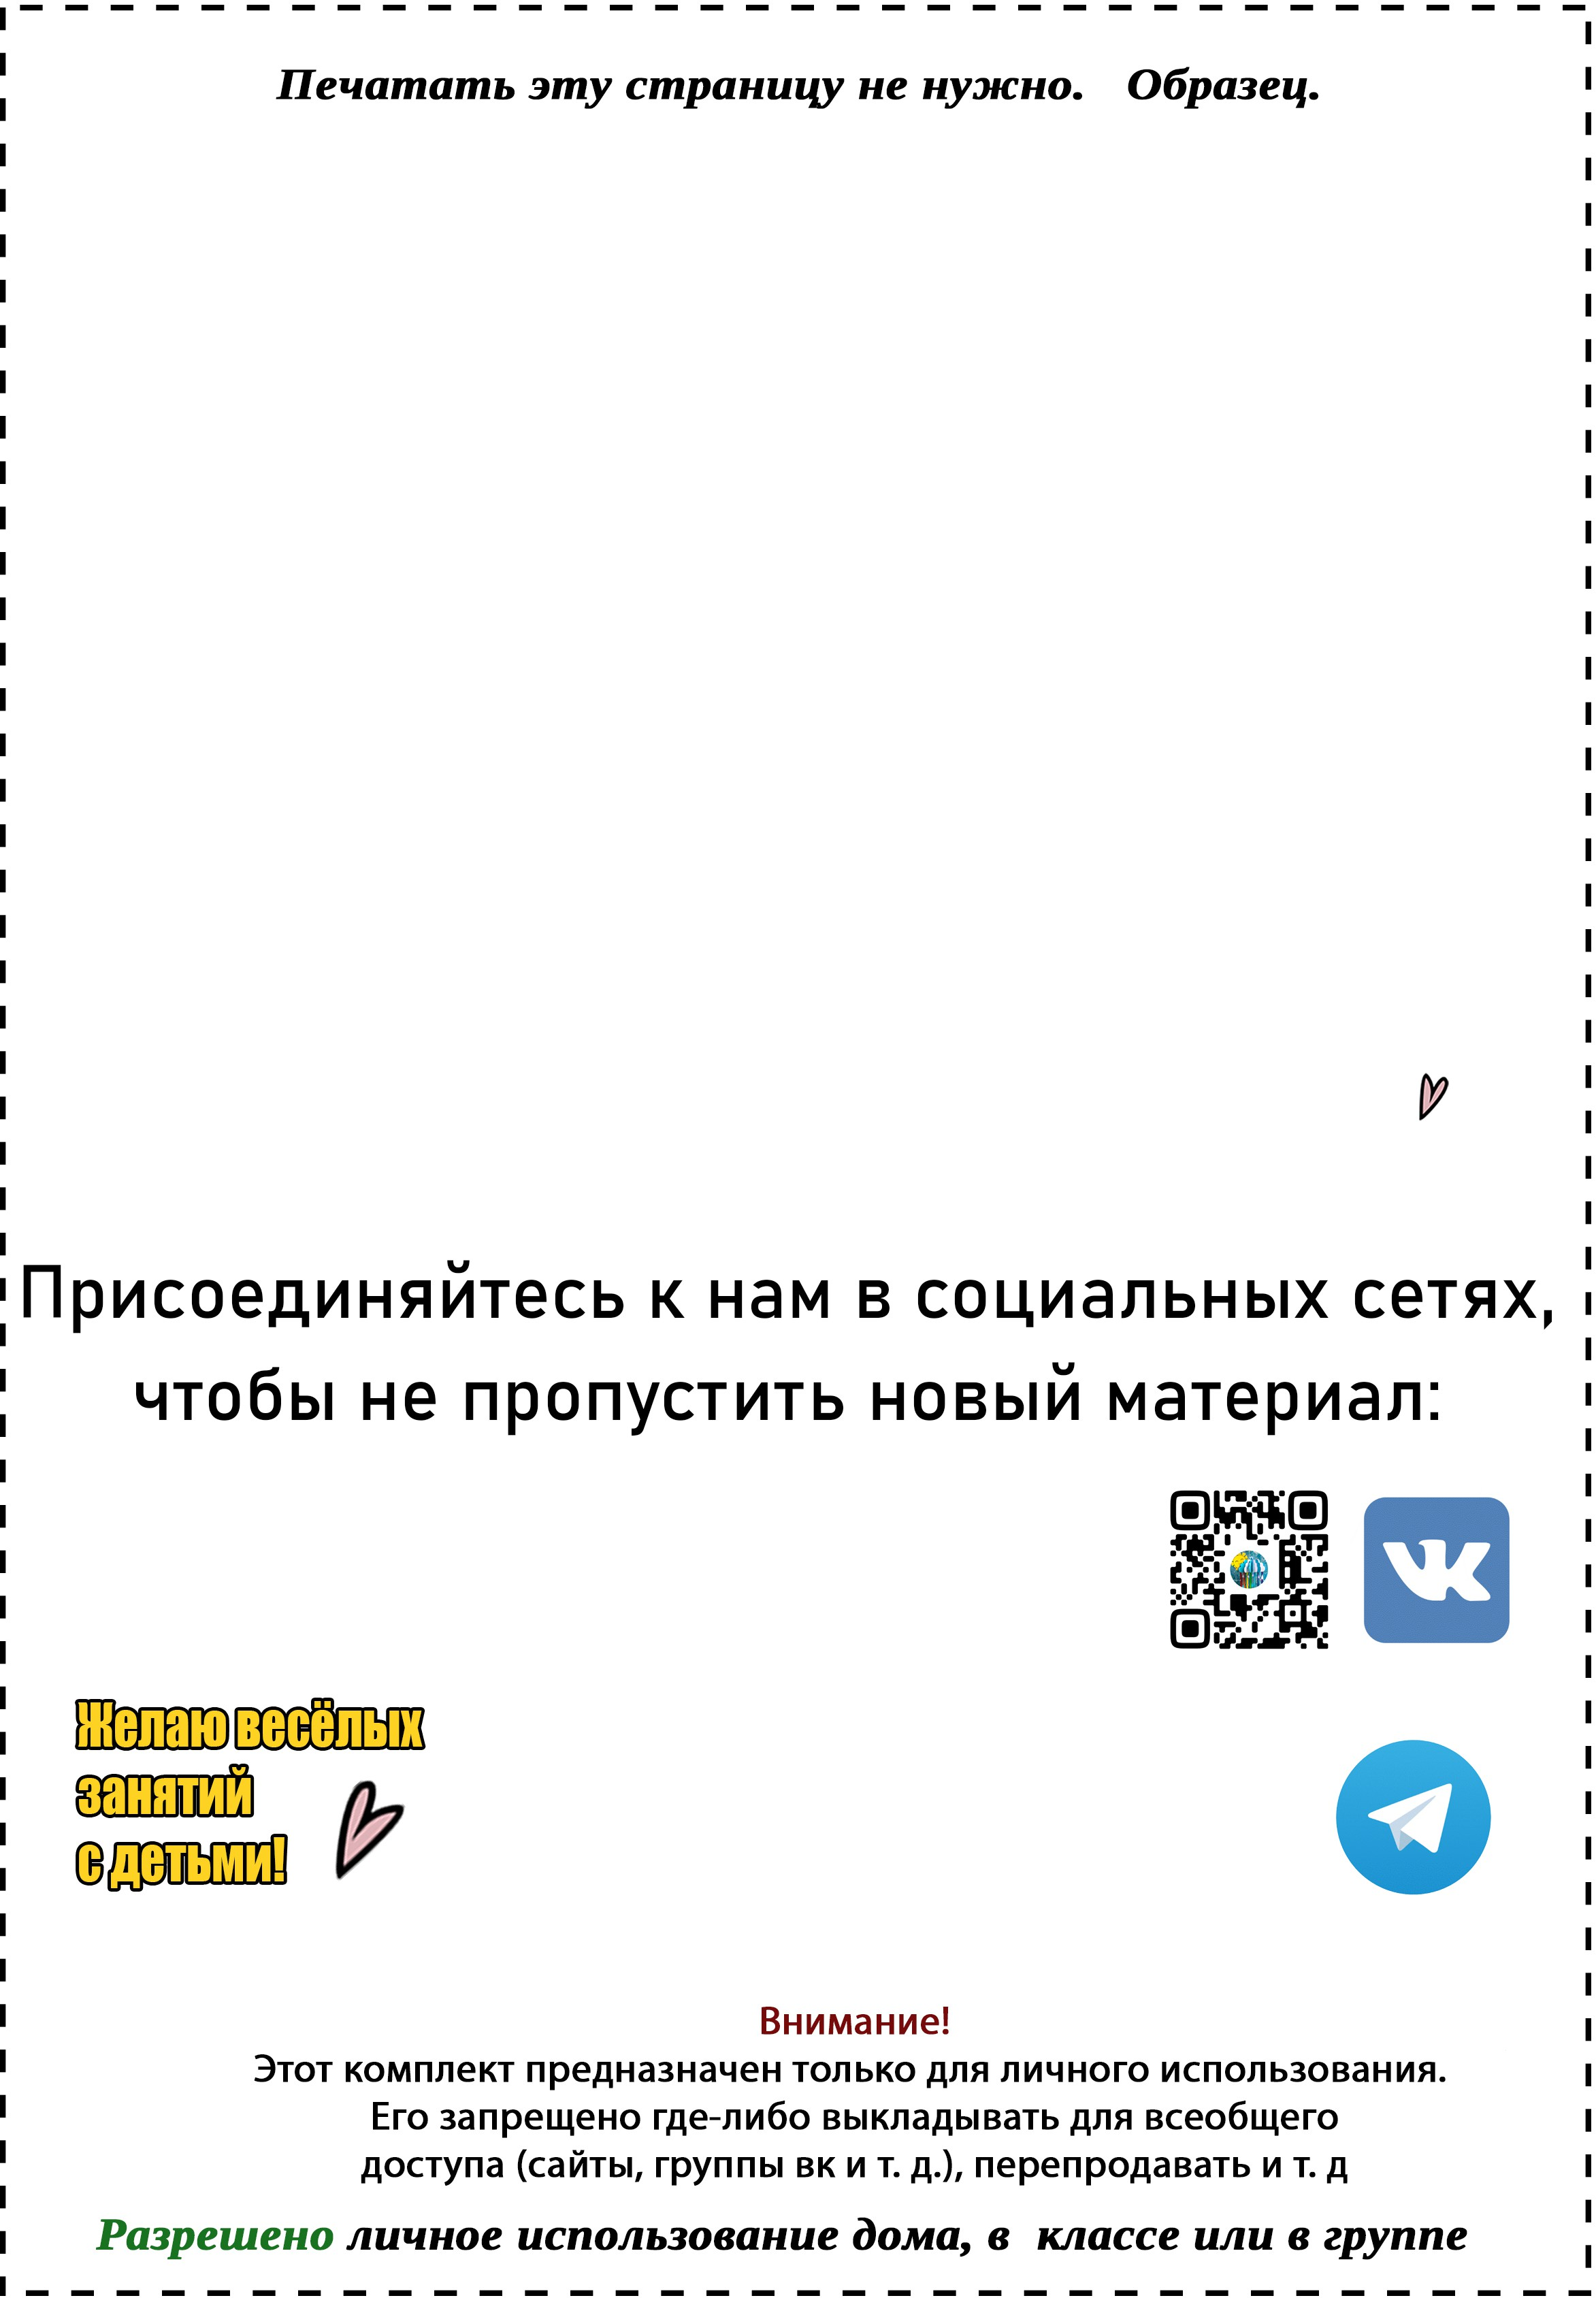 Печатать эту страницу не нужно. Образец.
Присоединяйтесь к нам в социальных сетях,
чтобы не пропустить новый материал:
Желаю весёлых
занятий
с детьми!
Внимание!
Этот комплект предназначен только для личного использования.
Его запрещено где-либо выкладывать для всеобщего
доступа (сайты, группы вк и т. д.), перепродавать и т. д
Разрешено личное использование дома, в классе или в группе